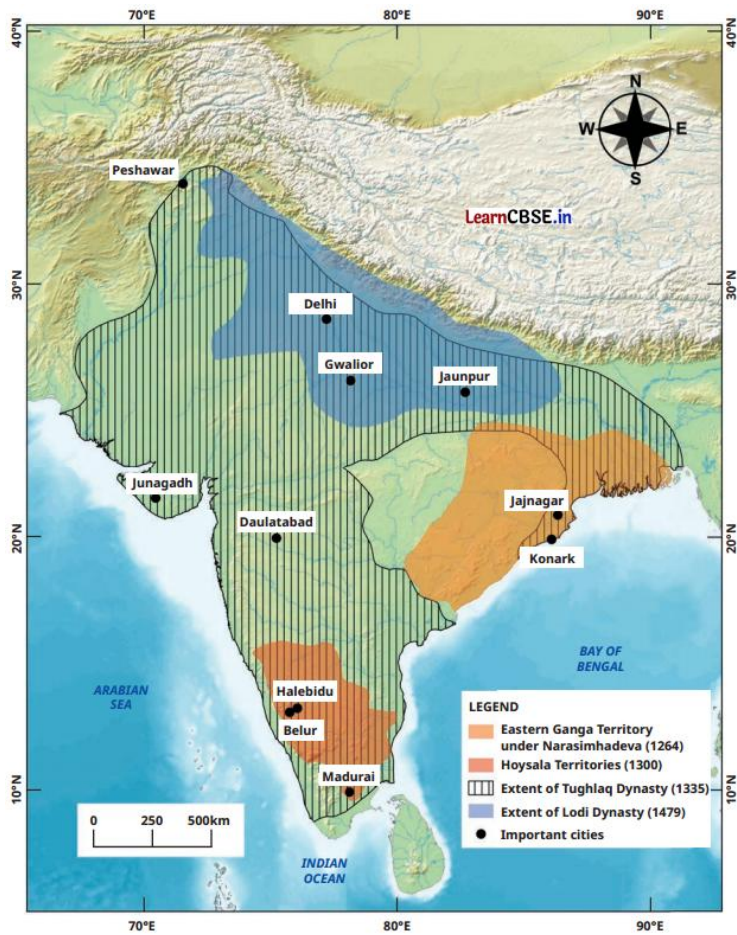 70°E 80°E 90°E
40°N 40°N
N
W E
S
Peshawar
LearnCBSE.in
30°N 30°N
Delhi
Gwalior
Jaunpur
Junagadh
Jajnagar
Daulatabad
20°N 20°N
Konark
BAY OF
BENGAL
ARABIAN
SEA
Halebidu
Belur
Madurai
LEGEND
Eastern Ganga Territory
under Narasimhadeva (1264)
Hoysala Territories (1300)
Extent of Tughlaq Dynasty (1335)
Extent of Lodi Dynasty (1479)
Important cities
10°N 10°N
0 250 500km
INDIAN
OCEAN
70°E 80°E 90°E